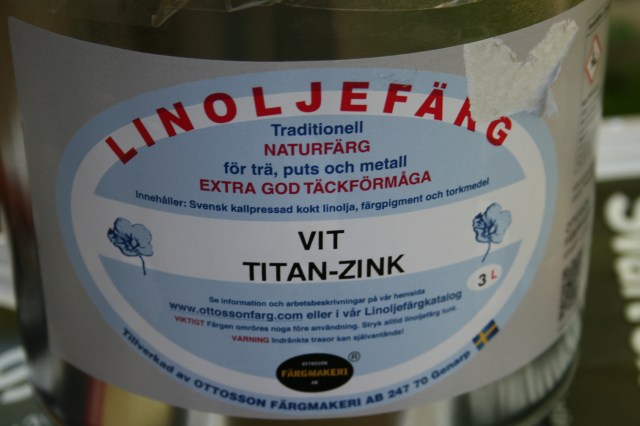 LINOLJEFÄRG
Traditionell
NATURFÄRG
för trä, puts och metall
EXTRA GOD TÄCKFÖRMÅGA
Innehåller: Svensk kallpressad kokt linolja, färgpigment och torkmedel
VIT
TITAN-ZINK
3 L
Se information och arbetsbeskrivningar på vår hemsida
www.ottossonfarg.com eller i vår Linoljefärgkatalog
VIKTIGT Färgen omröres noga före användning. Stryk alltid linoljefärg tunt.
VARNING Indränkta trasor kan självantända!
OTTOSSON
FÄRGMAKERI
AB
®
Tillverkad av OTTOSSON FÄRGMAKERI AB 247 70 Genarp